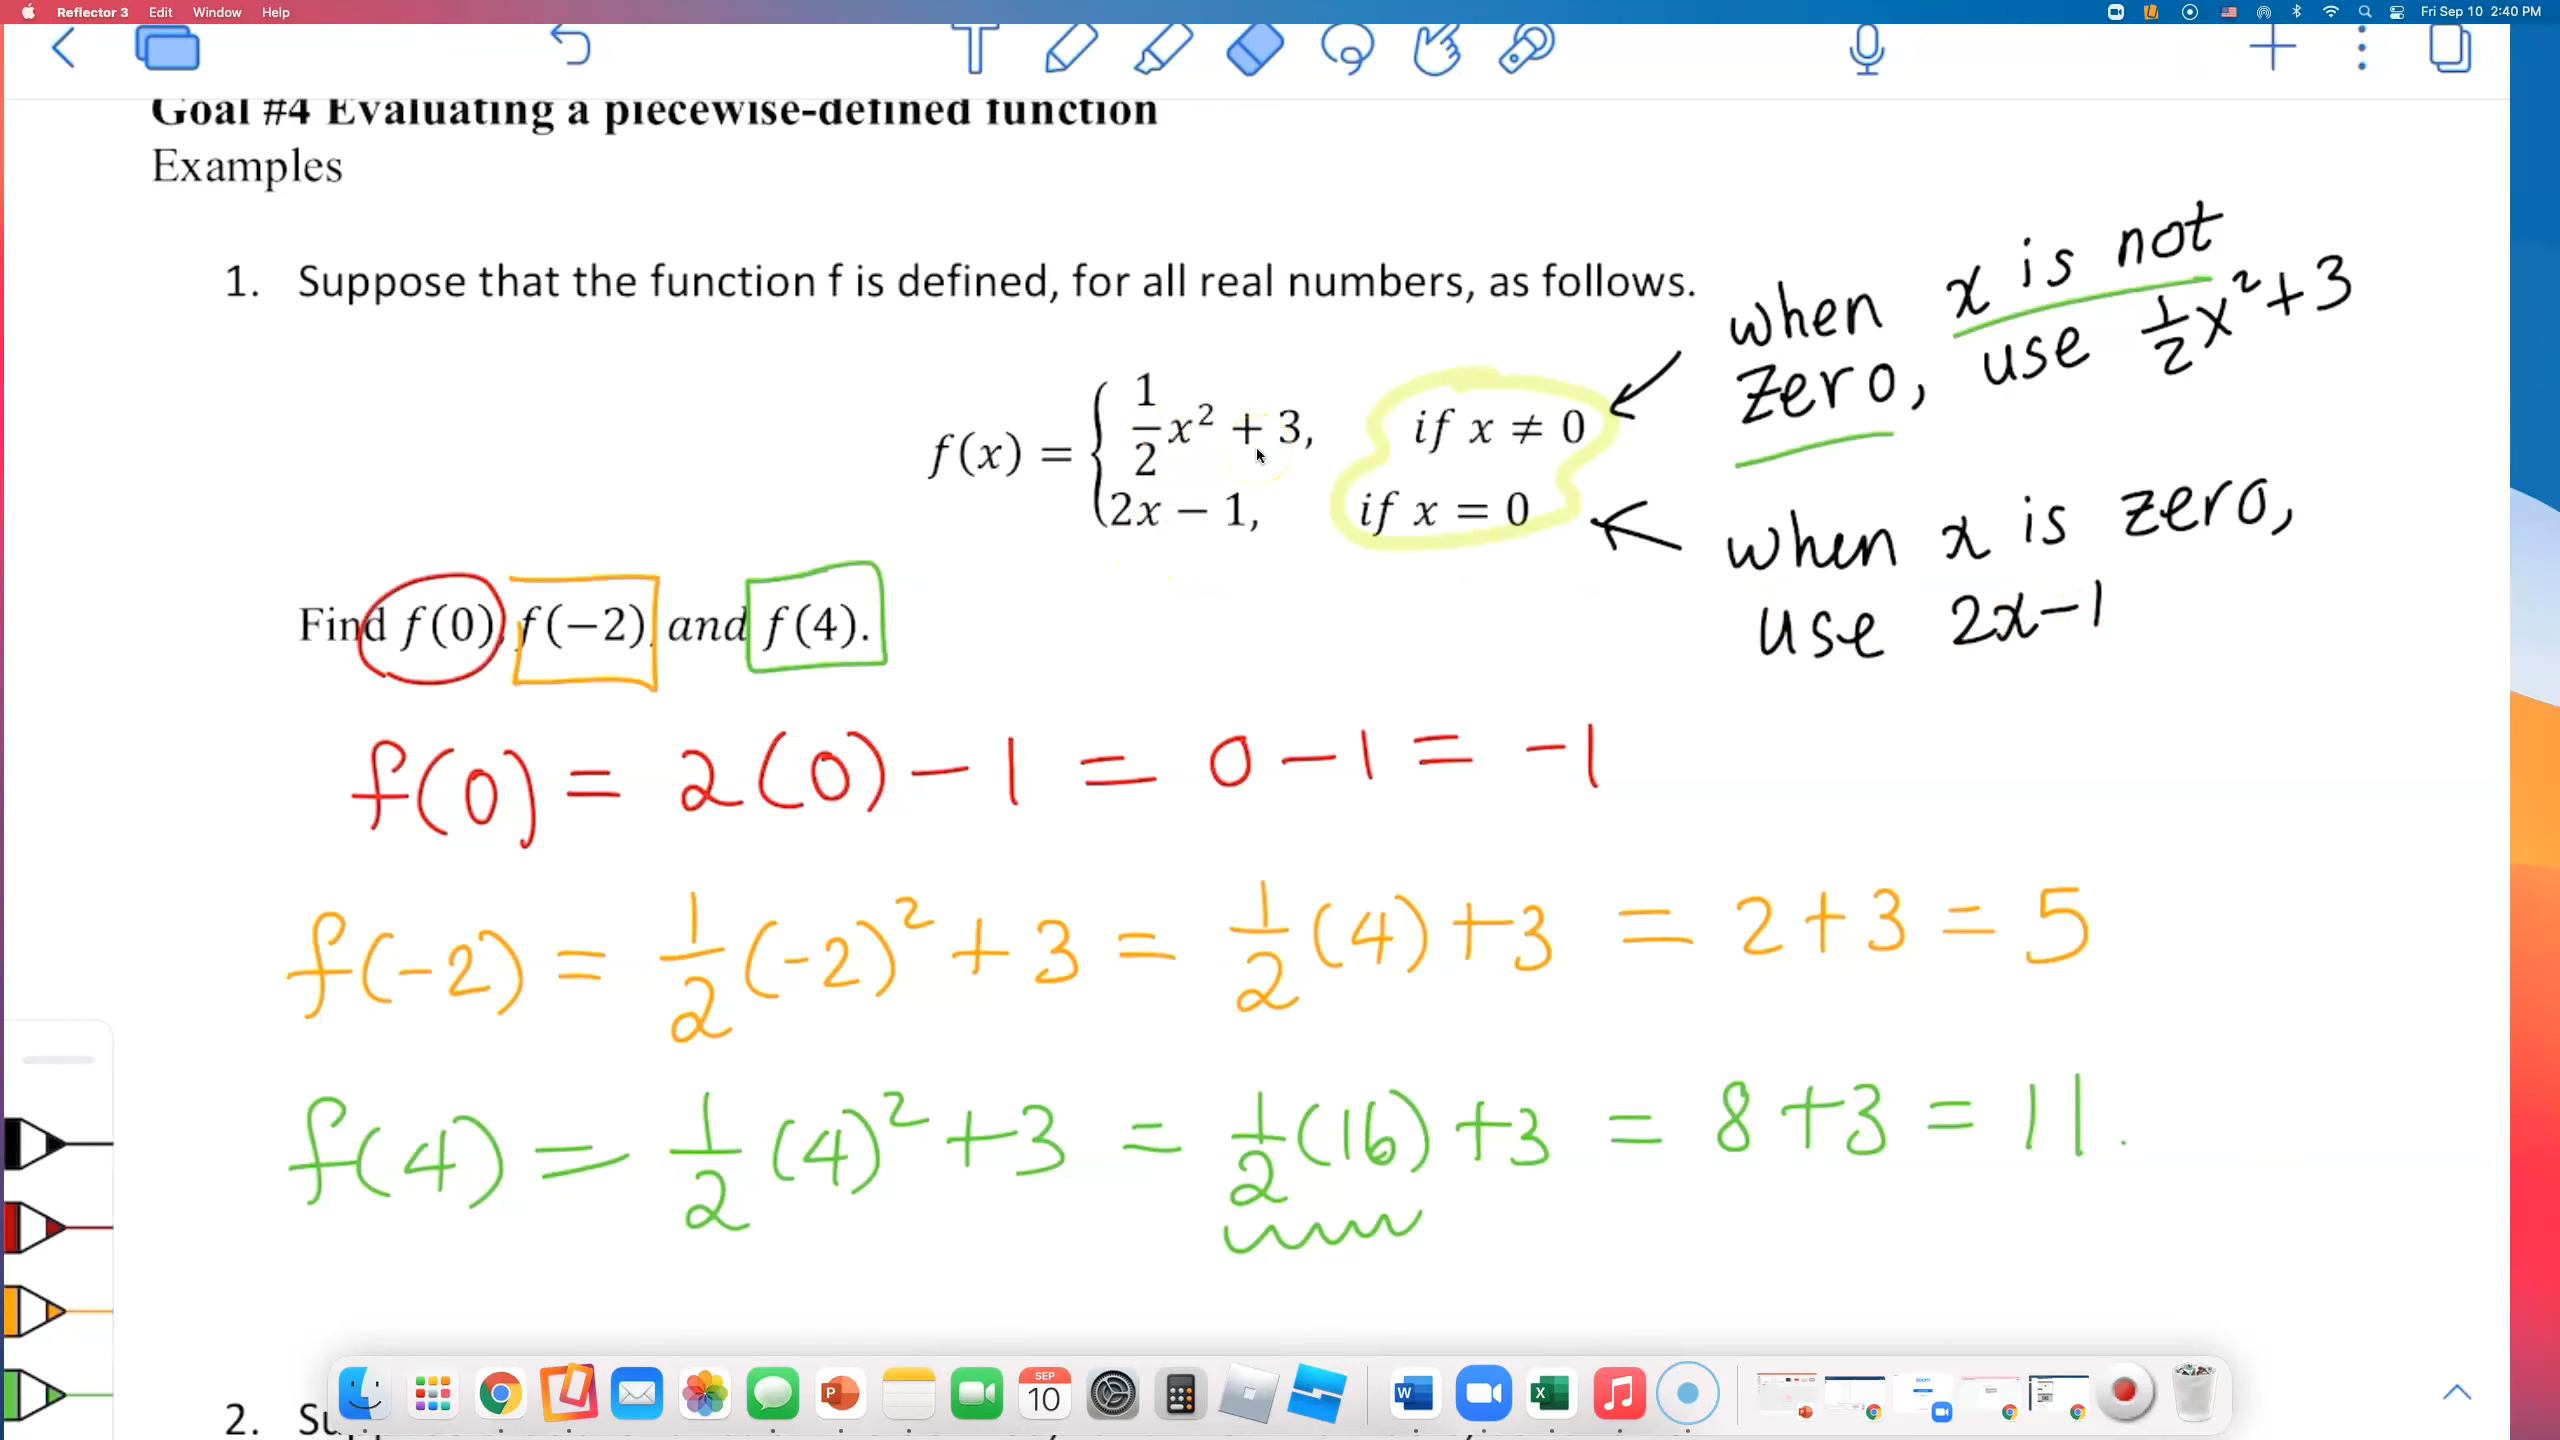 Reflector 3 Edit Window Help Fri Sep 10 2:40 PM
Goal #4 Evaluating a piecewise-defined function
Examples
1. Suppose that the function f is defined, for all real numbers, as follows.
when x is not
zero, use 1/2 x² + 3
f(x) = { 1/2 x² + 3, if x ≠ 0
2x − 1, if x = 0
when x is zero,
use 2x−1
Find f(0), f(−2), and f(4).
f(0) = 2(0) − 1 = 0 − 1 = −1
f(−2) = 1/2 (−2)² + 3 = 1/2 (4) + 3 = 2 + 3 = 5
f(4) = 1/2 (4)² + 3 = 1/2 (16) + 3 = 8 + 3 = 11.
2.
SEP
10